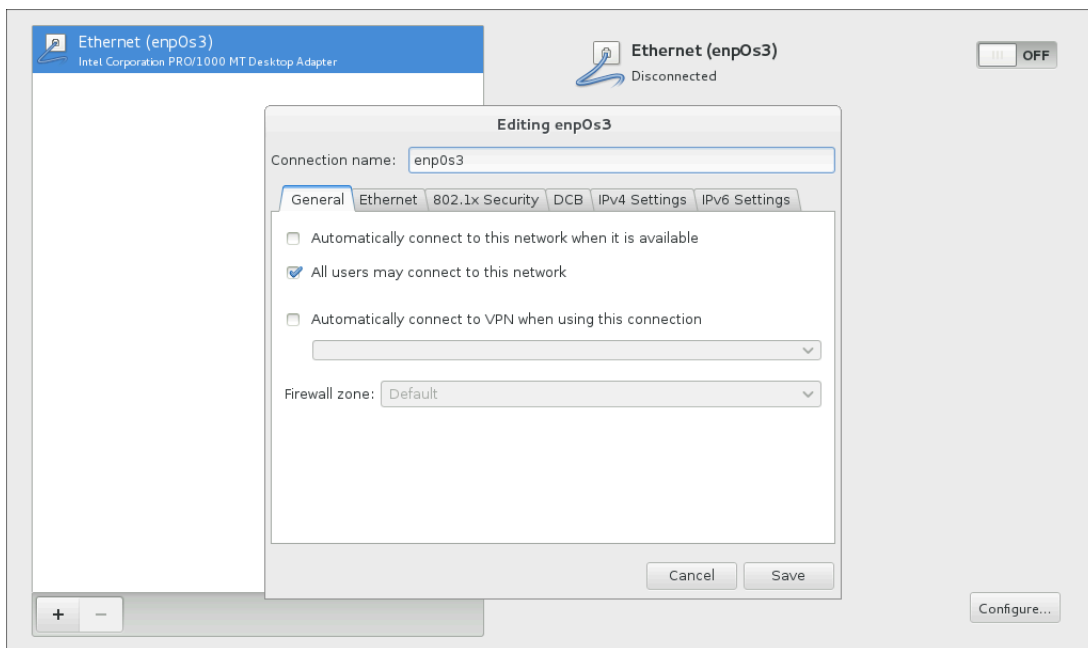 Ethernet (enp0s3)
Intel Corporation PRO/1000 MT Desktop Adapter
Ethernet (enp0s3)
Disconnected
OFF
Editing enp0s3
Connection name: enp0s3
General Ethernet 802.1x Security DCB IPv4 Settings IPv6 Settings
Automatically connect to this network when it is available
All users may connect to this network
Automatically connect to VPN when using this connection
Firewall zone: Default
Cancel Save
+ −
Configure...